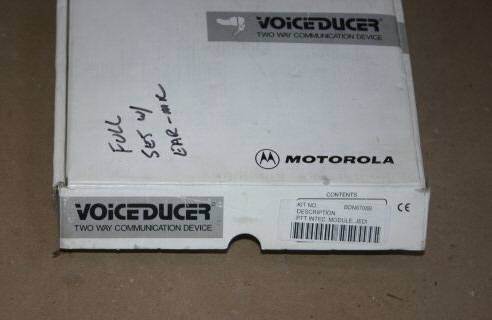 VOiCEDUCER
TWO WAY COMMUNICATION DEVICE
FULL
SET W/
EAR-MIC
MOTOROLA
CONTENTS
VOiCEDUCER
TWO WAY COMMUNICATION DEVICE
KIT NO.
DESCRIPTION:
PTT INTEC. MODULE, JEDI
CE